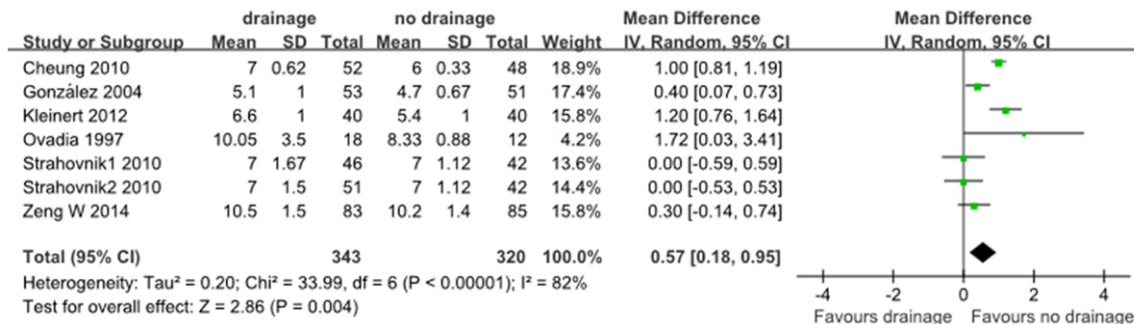 drainage no drainage Mean Difference Mean Difference
Study or Subgroup Mean SD Total Mean SD Total Weight IV, Random, 95% CI IV, Random, 95% CI
Cheung 2010 7 0.62 52 6 0.33 48 18.9% 1.00 [0.81, 1.19]
González 2004 5.1 1 53 4.7 0.67 51 17.4% 0.40 [0.07, 0.73]
Kleinert 2012 6.6 1 40 5.4 1 40 15.8% 1.20 [0.76, 1.64]
Ovadia 1997 10.05 3.5 18 8.33 0.88 12 4.2% 1.72 [0.03, 3.41]
Strahovnik1 2010 7 1.67 46 7 1.12 42 13.6% 0.00 [-0.59, 0.59]
Strahovnik2 2010 7 1.5 51 7 1.12 42 14.4% 0.00 [-0.53, 0.53]
Zeng W 2014 10.5 1.5 83 10.2 1.4 85 15.8% 0.30 [-0.14, 0.74]
Total (95% CI) 343 320 100.0% 0.57 [0.18, 0.95]
Heterogeneity: Tau² = 0.20; Chi² = 33.99, df = 6 (P < 0.00001); I² = 82%
Test for overall effect: Z = 2.86 (P = 0.004)
-4 -2 0 2 4
Favours drainage Favours no drainage